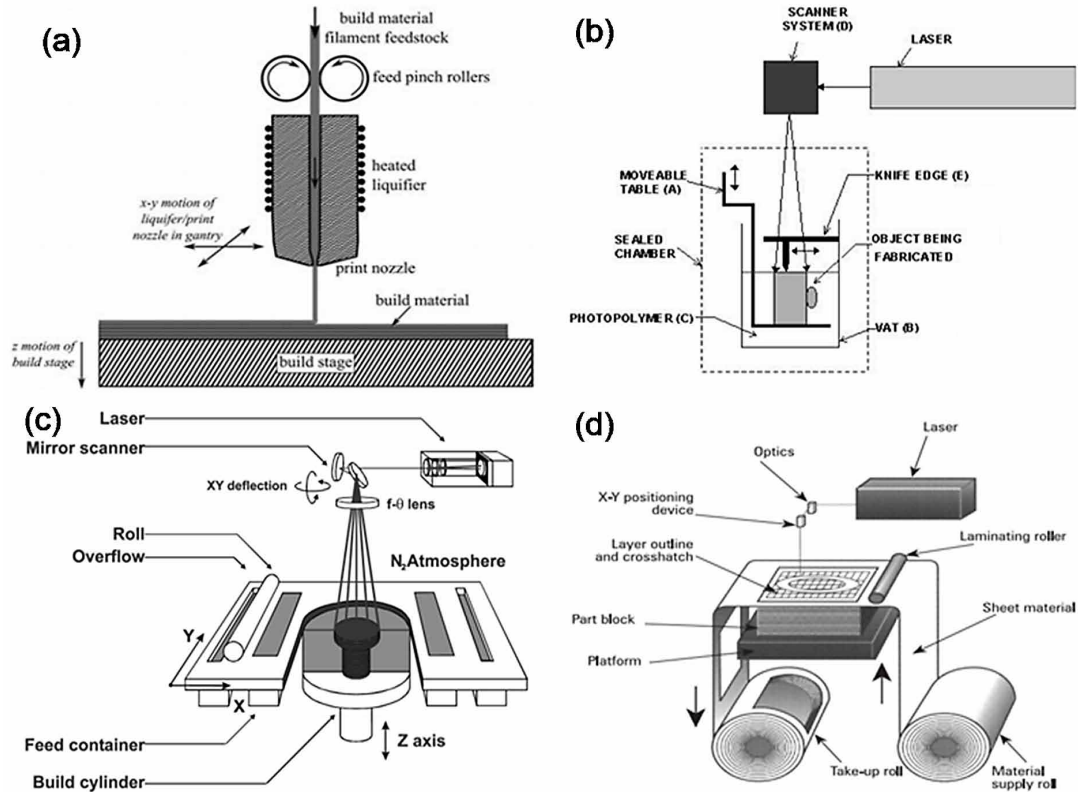 (a)
build material
filament feedstock
feed pinch rollers
heated
liquifier
x-y motion of
liquifer/print
nozzle in gantry
print nozzle
build material
z motion of
build stage
build stage
(b)
SCANNER
SYSTEM (D)
LASER
MOVEABLE
TABLE (A)
KNIFE EDGE (E)
SEALED
CHAMBER
OBJECT BEING
FABRICATED
PHOTOPOLYMER (C)
VAT (B)
(c)
Laser
Mirror scanner
XY deflection
f-θ lens
Roll
Overflow
N₂Atmosphere
Y
X
Z axis
Feed container
Build cylinder
(d)
Laser
Optics
X-Y positioning
device
Layer outline
and crosshatch
Laminating roller
Part block
Sheet material
Platform
Take-up roll
Material
supply roll